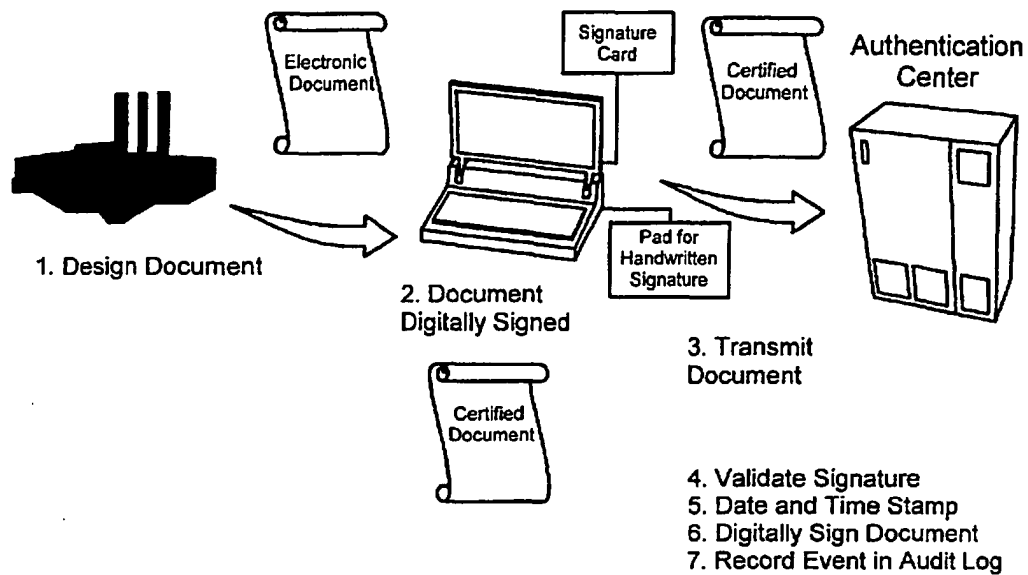 Electronic
Document
Signature
Card
Certified
Document
Authentication
Center
1. Design Document
Pad for
Handwritten
Signature
2. Document
Digitally Signed
3. Transmit
Document
Certified
Document
4. Validate Signature
5. Date and Time Stamp
6. Digitally Sign Document
7. Record Event in Audit Log